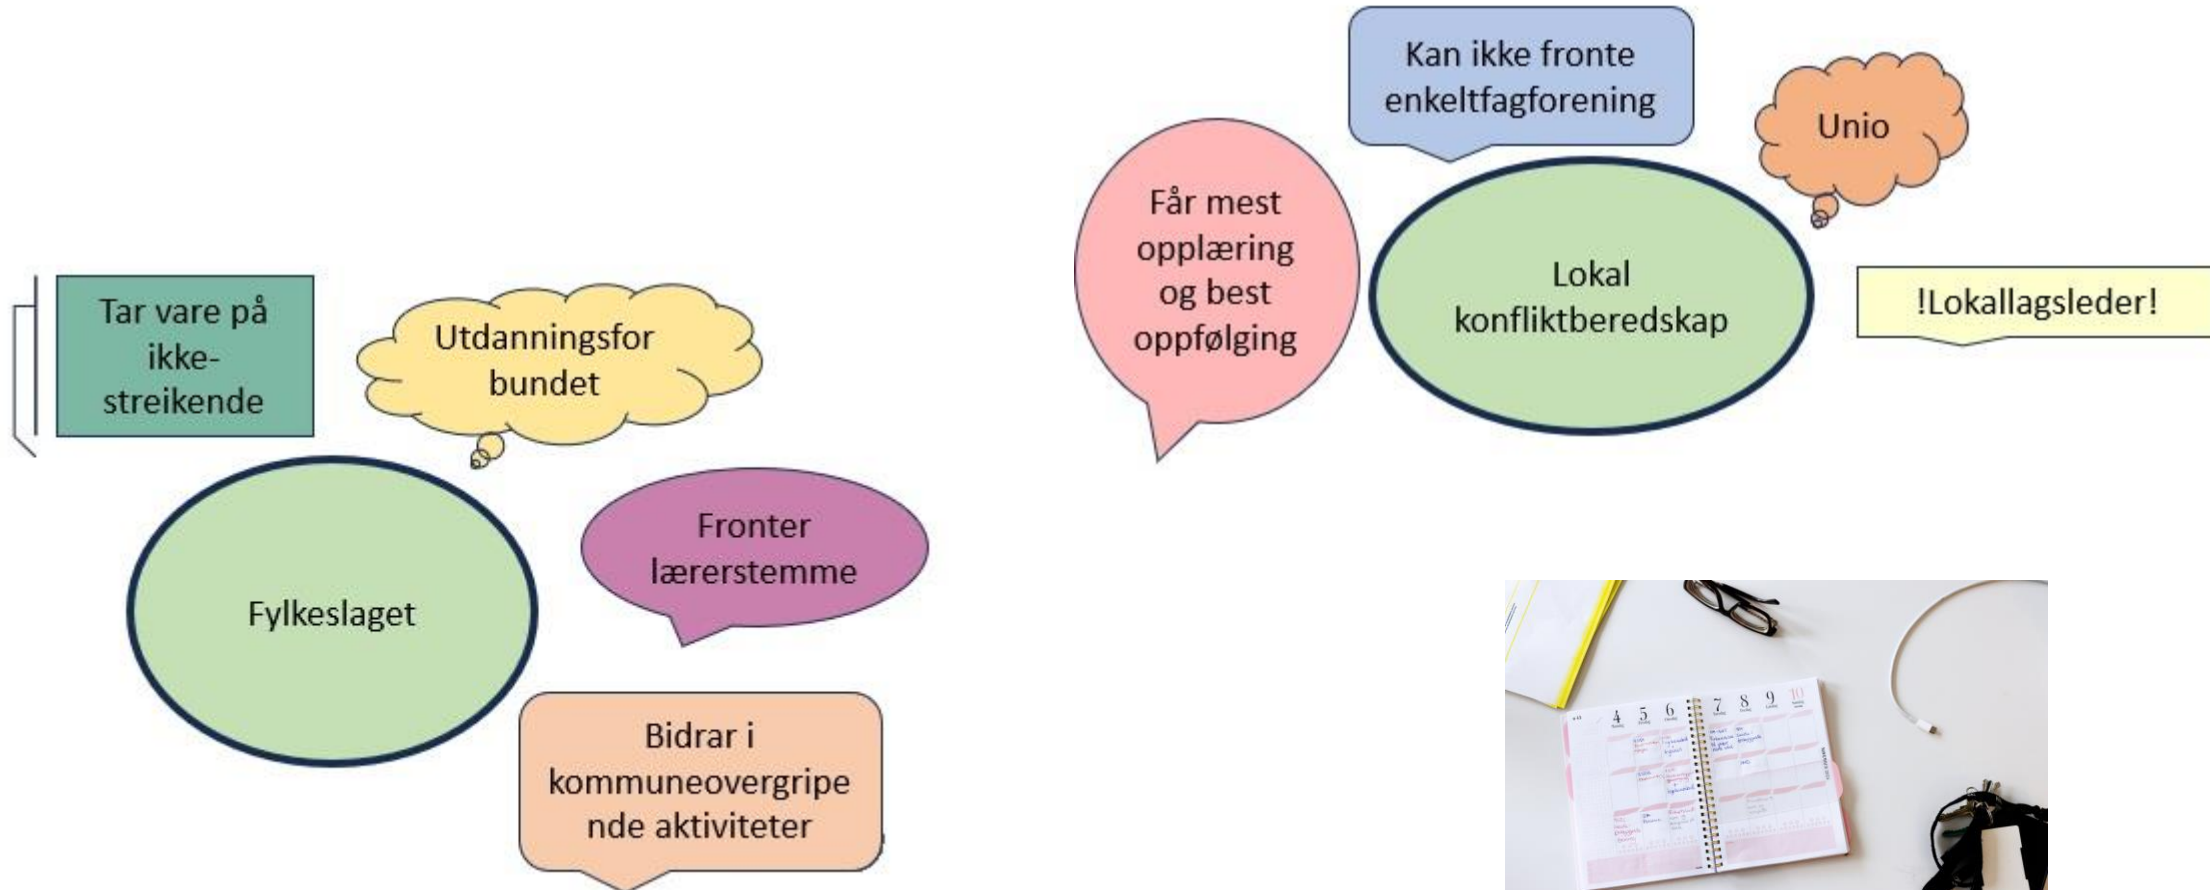 Tar vare på
ikke-
streikende
Utdanningsfor
bundet
Fylkeslaget
Fronter
lærerstemme
Bidrar i
kommuneovergripe
nde aktiviteter
Kan ikke fronte
enkeltfagforening
Unio
Får mest
opplæring
og best
oppfølging
Lokal
konfliktberedskap
!Lokallagsleder!
4 5 6 7 8 9 10